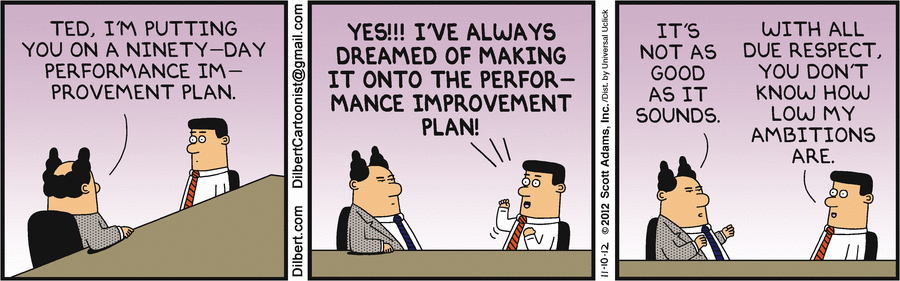 TED, I'M PUTTING
YOU ON A NINETY-DAY
PERFORMANCE IM-
PROVEMENT PLAN.
Dilbert.com DilbertCartoonist@gmail.com
YES!!! I'VE ALWAYS
DREAMED OF MAKING
IT ONTO THE PERFOR-
MANCE IMPROVEMENT
PLAN!
11-10-12 © 2012 Scott Adams, Inc. /Dist. by Universal Uclick
IT'S
NOT AS
GOOD
AS IT
SOUNDS.
WITH ALL
DUE RESPECT,
YOU DON'T
KNOW HOW
LOW MY
AMBITIONS
ARE.